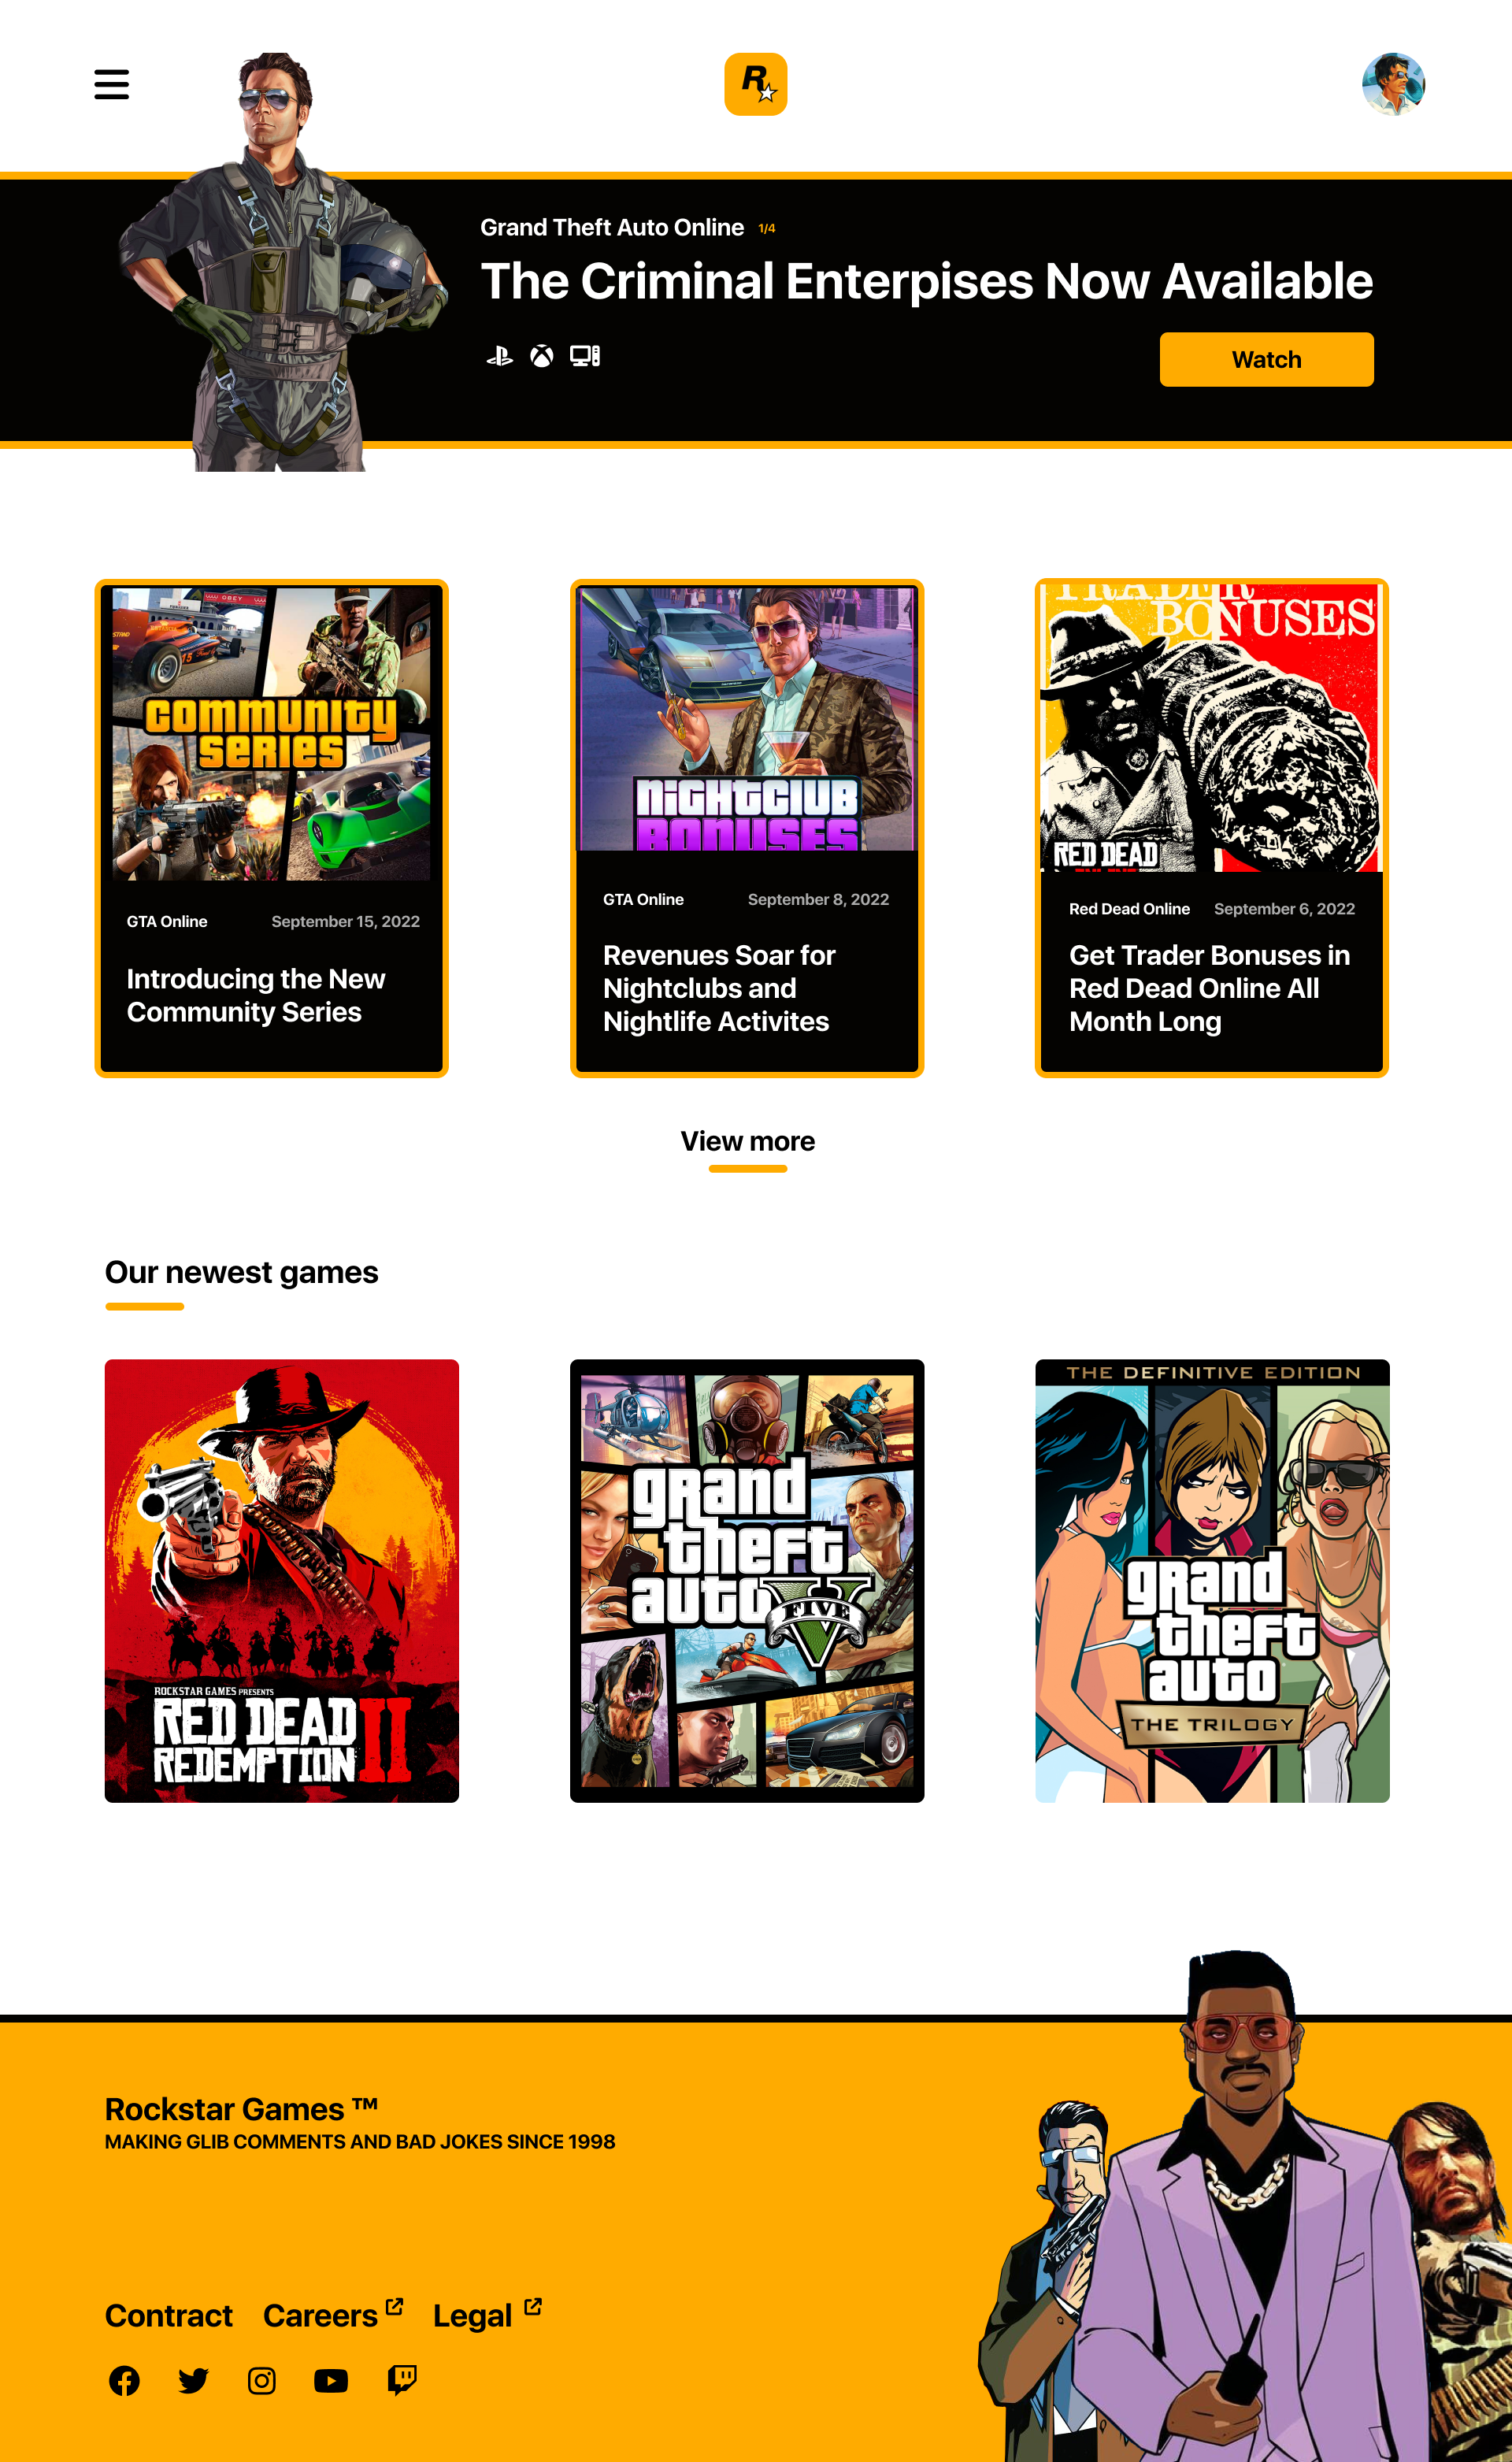 R
Grand Theft Auto Online 1/4
The Criminal Enterpises Now Available
Watch
OBEY
15
COMMUNITY
SERIES
GTA Online September 15, 2022
Introducing the New
Community Series
NIGHTCLUB
BONUSES
GTA Online September 8, 2022
Revenues Soar for
Nightclubs and
Nightlife Activites
TRADER
BONUSES
RED DEAD
ONLINE
Red Dead Online September 6, 2022
Get Trader Bonuses in
Red Dead Online All
Month Long
View more
Our newest games
ROCKSTAR GAMES PRESENTS
RED DEAD
REDEMPTION II
grand
theft
auto V
FIVE
THE DEFINITIVE EDITION
grand
theft
auto
THE TRILOGY
Rockstar Games ™
MAKING GLIB COMMENTS AND BAD JOKES SINCE 1998
Contract Careers Legal